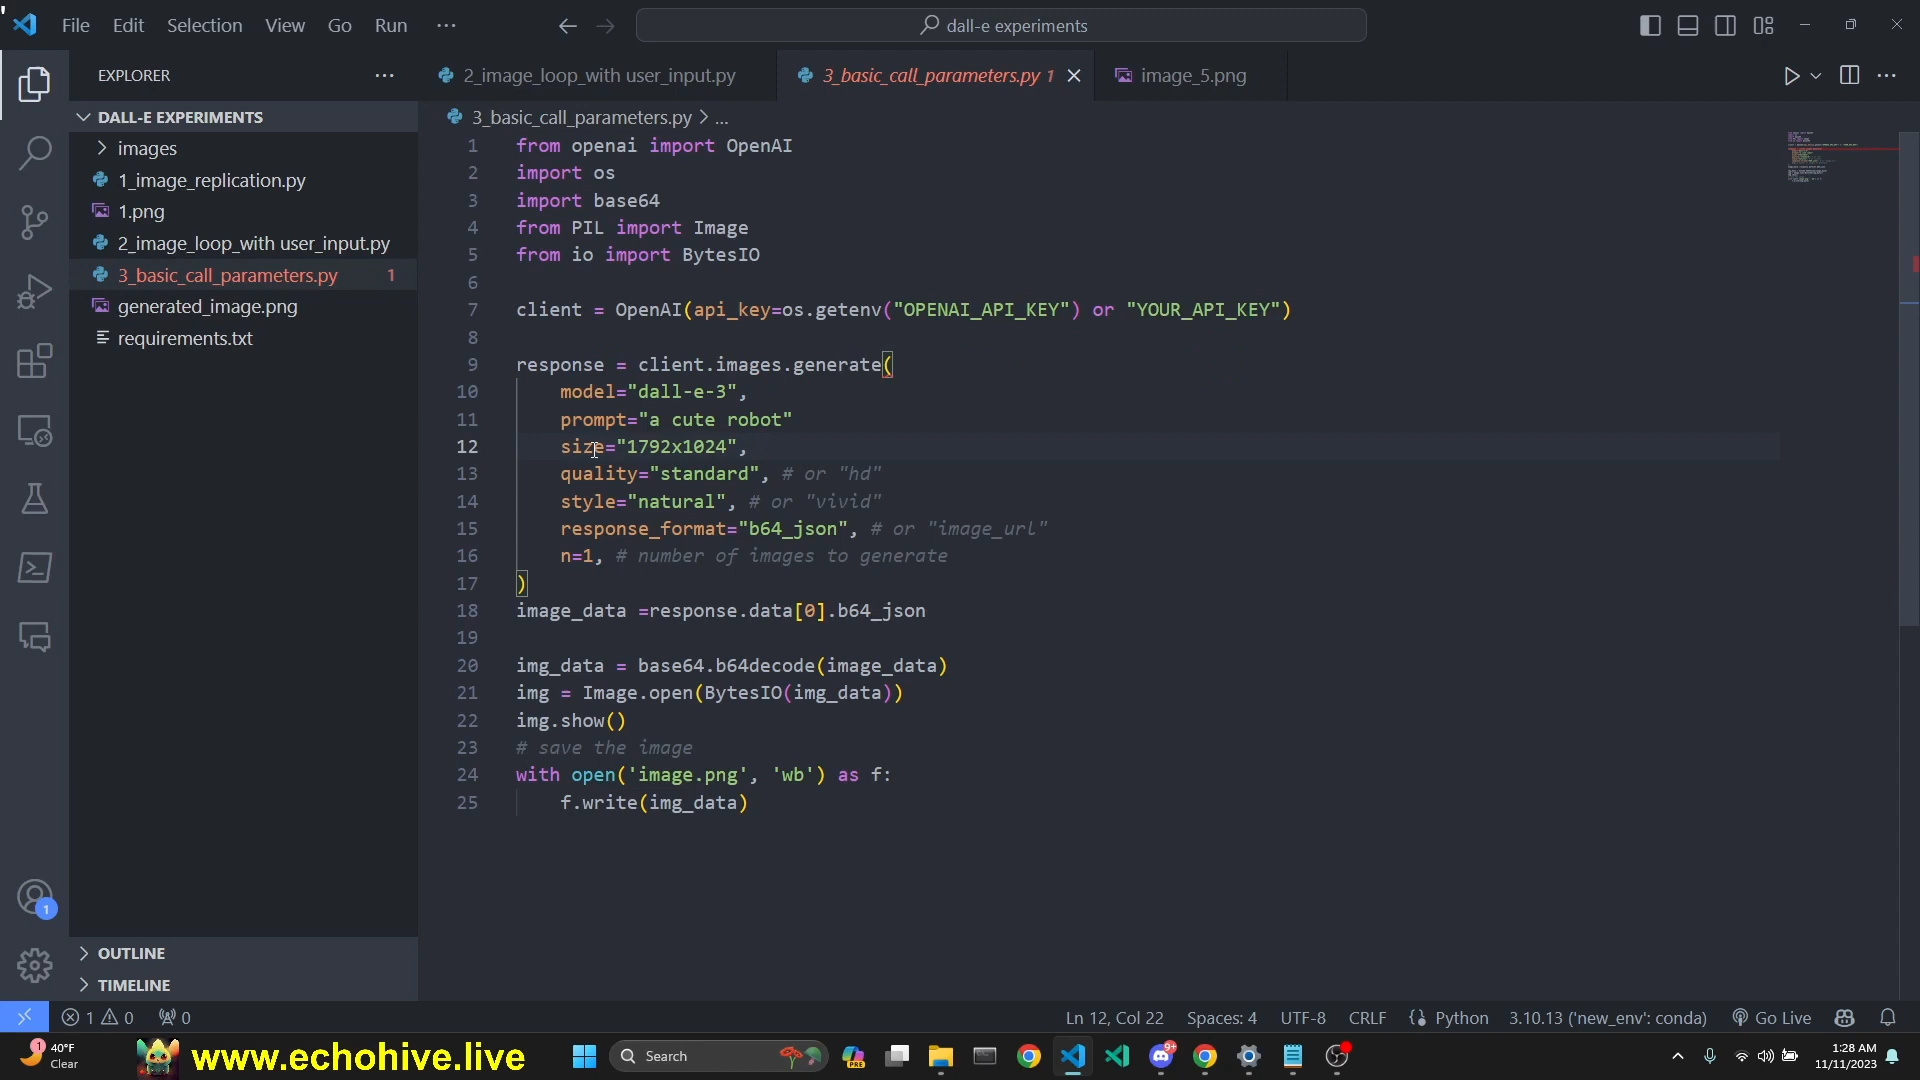 File Edit Selection View Go Run ···
dall-e experiments
EXPLORER ···
2_image_loop_with user_input.py
3_basic_call_parameters.py 1
image_5.png
DALL-E EXPERIMENTS
images
1_image_replication.py
1.png
2_image_loop_with user_input.py
3_basic_call_parameters.py 1
generated_image.png
requirements.txt
3_basic_call_parameters.py > ...
1 from openai import OpenAI
2 import os
3 import base64
4 from PIL import Image
5 from io import BytesIO
6
7 client = OpenAI(api_key=os.getenv("OPENAI_API_KEY") or "YOUR_API_KEY")
8
9 response = client.images.generate(
10 model="dall-e-3",
11 prompt="a cute robot"
12 size="1792x1024",
13 quality="standard", # or "hd"
14 style="natural", # or "vivid"
15 response_format="b64_json", # or "image_url"
16 n=1, # number of images to generate
17 )
18 image_data =response.data[0].b64_json
19
20 img_data = base64.b64decode(image_data)
21 img = Image.open(BytesIO(img_data))
22 img.show()
23 # save the image
24 with open('image.png', 'wb') as f:
25 f.write(img_data)
1
OUTLINE
TIMELINE
1 0 0
Ln 12, Col 22 Spaces: 4 UTF-8 CRLF Python 3.10.13 ('new_env': conda) Go Live
1 40°F
Clear
www.echohive.live
Search
PRE
9+
1:28 AM
11/11/2023